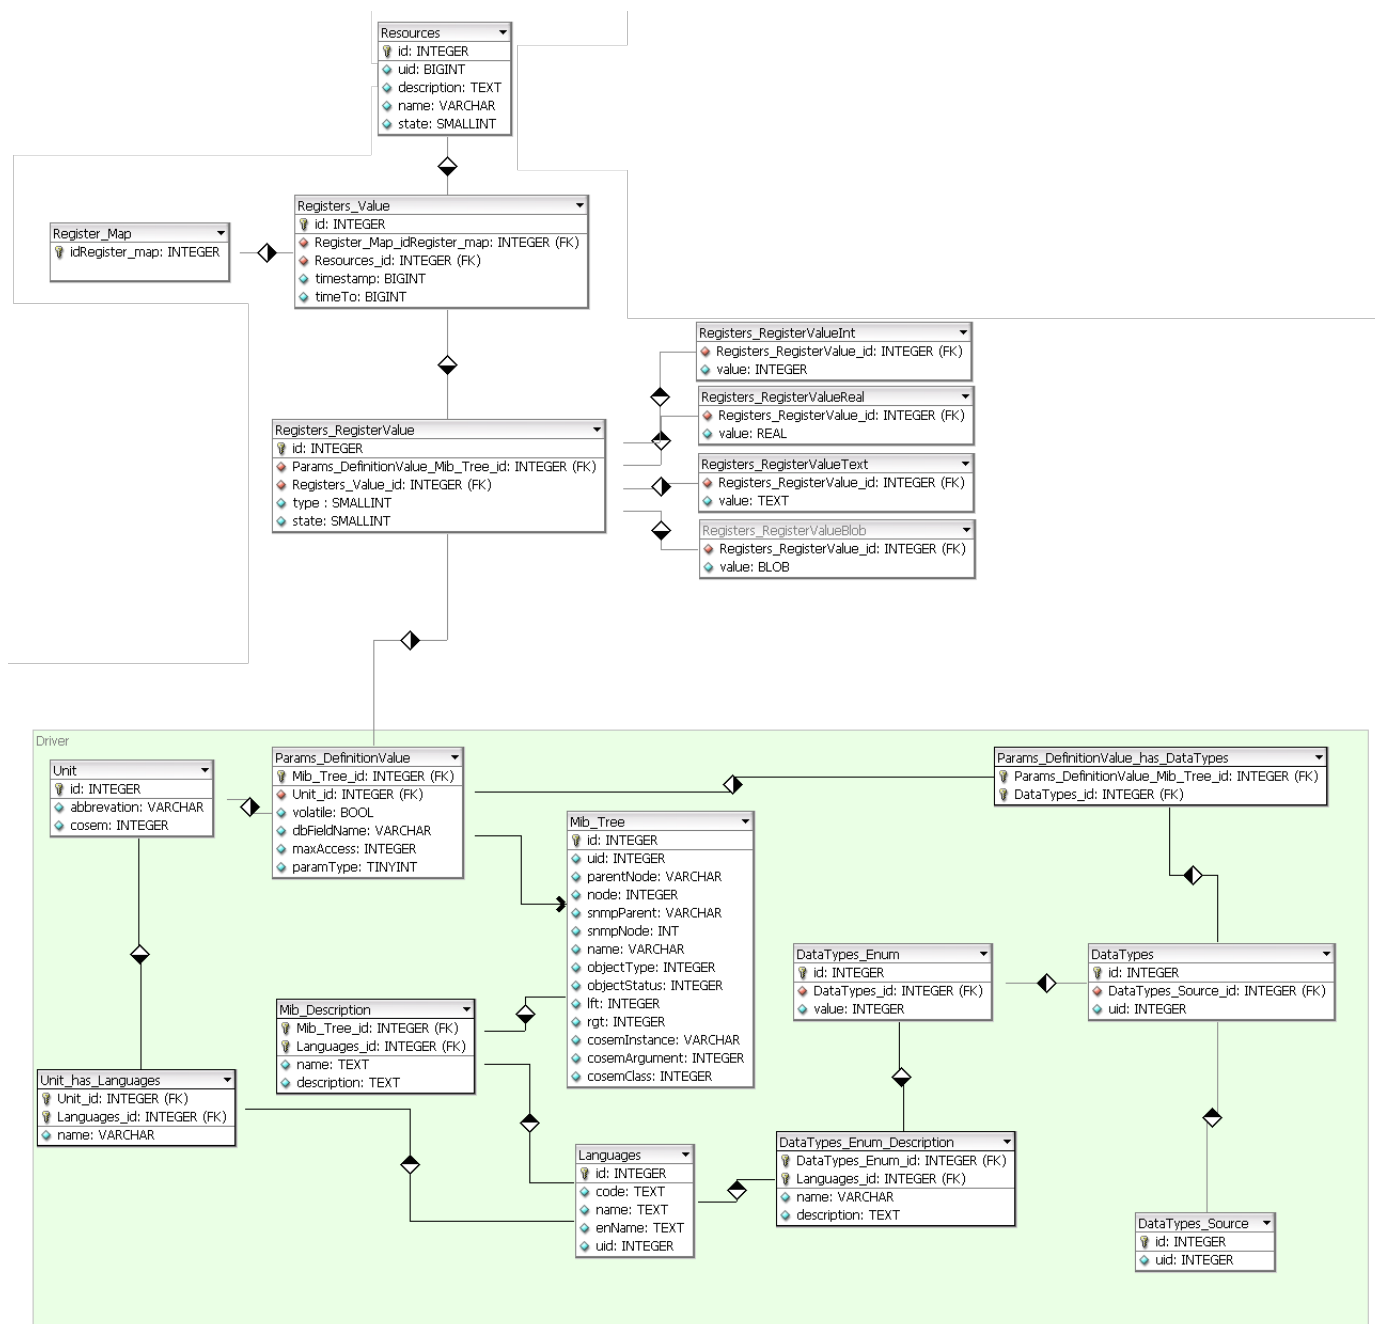 Resources
id: INTEGER
uid: BIGINT
description: TEXT
name: VARCHAR
state: SMALLINT
Registers_Value
id: INTEGER
Register_Map_idRegister_map: INTEGER (FK)
Resources_id: INTEGER (FK)
timestamp: BIGINT
timeTo: BIGINT
Register_Map
idRegister_map: INTEGER
Registers_RegisterValueInt
Registers_RegisterValue_id: INTEGER (FK)
value: INTEGER
Registers_RegisterValueReal
Registers_RegisterValue_id: INTEGER (FK)
value: REAL
Registers_RegisterValue
id: INTEGER
Params_DefinitionValue_Mib_Tree_id: INTEGER (FK)
Registers_Value_id: INTEGER (FK)
type : SMALLINT
state: SMALLINT
Registers_RegisterValueText
Registers_RegisterValue_id: INTEGER (FK)
value: TEXT
Registers_RegisterValueBlob
Registers_RegisterValue_id: INTEGER (FK)
value: BLOB
Driver
Unit
id: INTEGER
abbrevation: VARCHAR
cosem: INTEGER
Params_DefinitionValue
Mib_Tree_id: INTEGER (FK)
Unit_id: INTEGER (FK)
volatile: BOOL
dbFieldName: VARCHAR
maxAccess: INTEGER
paramType: TINYINT
Params_DefinitionValue_has_DataTypes
Params_DefinitionValue_Mib_Tree_id: INTEGER (FK)
DataTypes_id: INTEGER (FK)
Mib_Tree
id: INTEGER
uid: INTEGER
parentNode: VARCHAR
node: INTEGER
snmpParent: VARCHAR
snmpNode: INT
name: VARCHAR
objectType: INTEGER
objectStatus: INTEGER
lft: INTEGER
rgt: INTEGER
cosemInstance: VARCHAR
cosemArgument: INTEGER
cosemClass: INTEGER
DataTypes_Enum
id: INTEGER
DataTypes_id: INTEGER (FK)
value: INTEGER
DataTypes
id: INTEGER
DataTypes_Source_id: INTEGER (FK)
uid: INTEGER
Mib_Description
Mib_Tree_id: INTEGER (FK)
Languages_id: INTEGER (FK)
name: TEXT
description: TEXT
Unit_has_Languages
Unit_id: INTEGER (FK)
Languages_id: INTEGER (FK)
name: VARCHAR
Languages
id: INTEGER
code: TEXT
name: TEXT
enName: TEXT
uid: INTEGER
DataTypes_Enum_Description
DataTypes_Enum_id: INTEGER (FK)
Languages_id: INTEGER (FK)
name: VARCHAR
description: TEXT
DataTypes_Source
id: INTEGER
uid: INTEGER